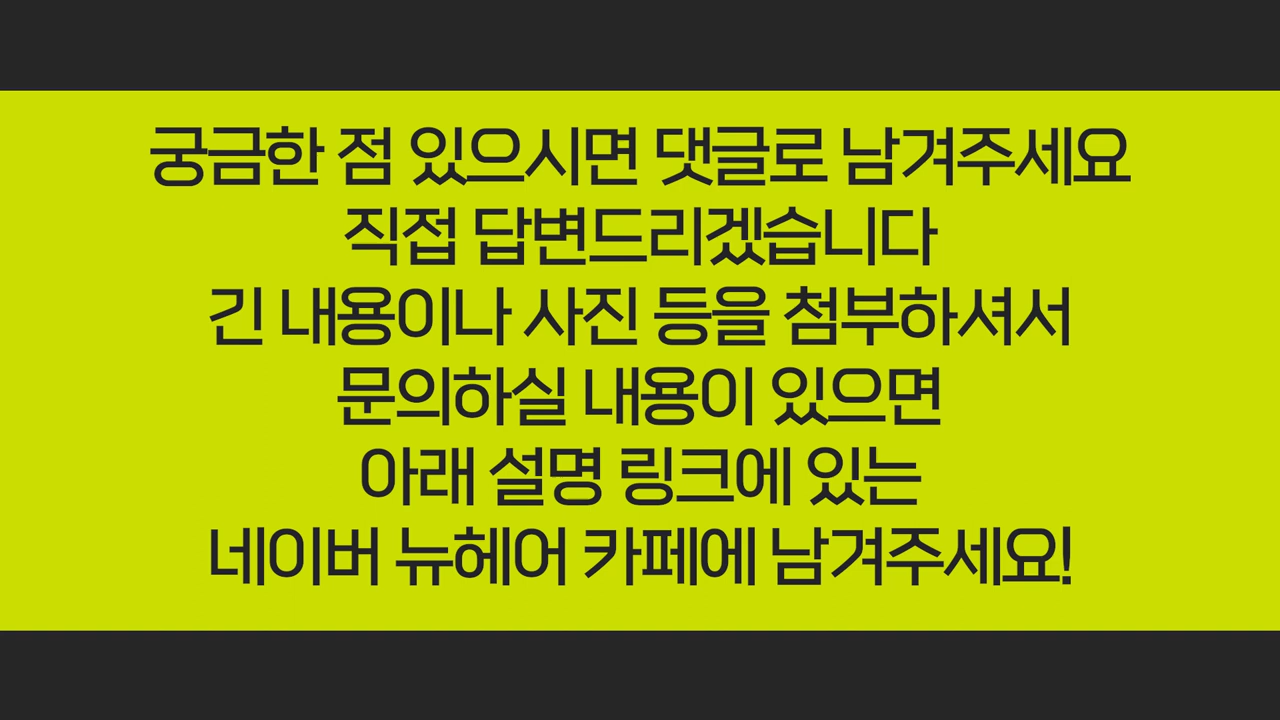 궁금한 점 있으시면 댓글로 남겨주세요
직접 답변드리겠습니다
긴 내용이나 사진 등을 첨부하셔서
문의하실 내용이 있으면
아래 설명 링크에 있는
네이버 뉴헤어 카페에 남겨주세요!